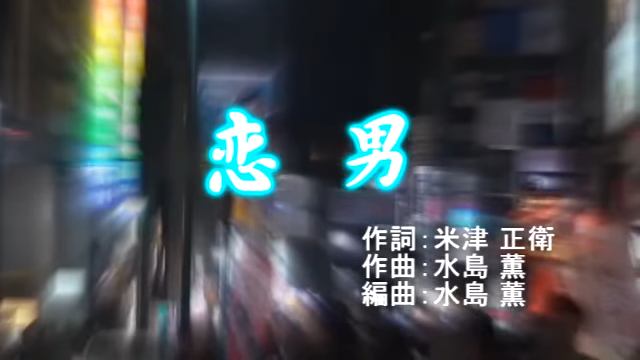 恋 男
作詞：米津 正衛
作曲：水島 薫
編曲：水島 薫